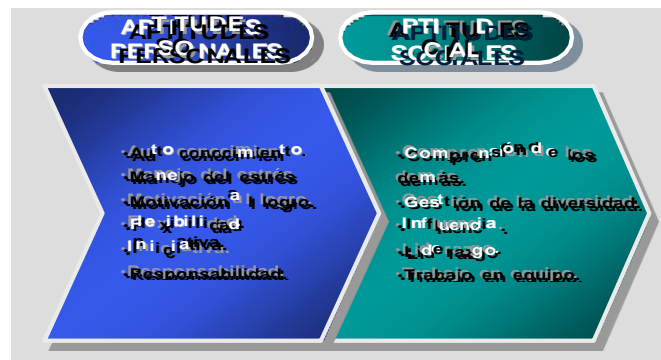 APTITUDES
PERSONALES
APTITUDES
SOCIALES
·Autoconocimiento.
·Manejo del estrés
·Motivación al logro.
·Flexibilidad
·Iniciativa.
·Responsabilidad.
·Comprensión de los
demás.
·Gestión de la diversidad.
·Influencia.
·Liderazgo.
·Trabajo en equipo.